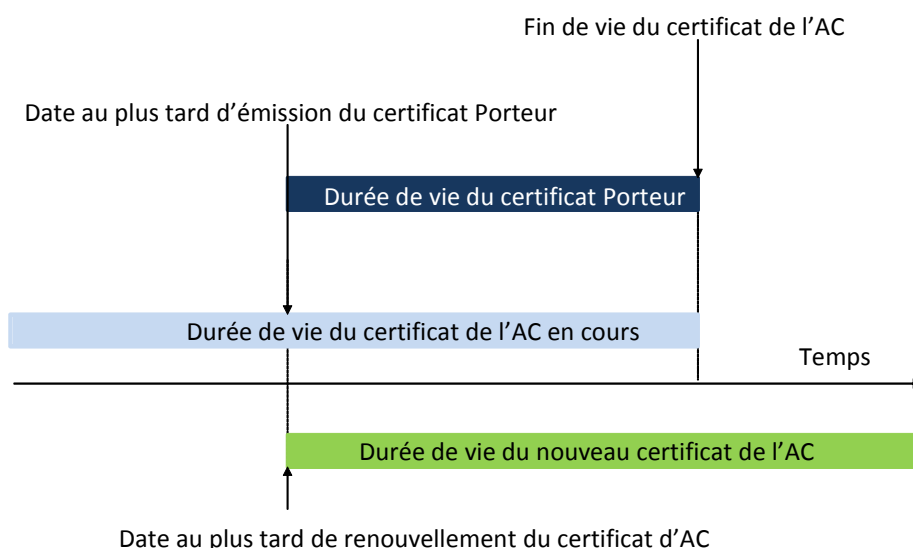 Fin de vie du certificat de l’AC
Date au plus tard d’émission du certificat Porteur
Durée de vie du certificat Porteur
Durée de vie du certificat de l’AC en cours
Temps
Durée de vie du nouveau certificat de l’AC
Date au plus tard de renouvellement du certificat d’AC